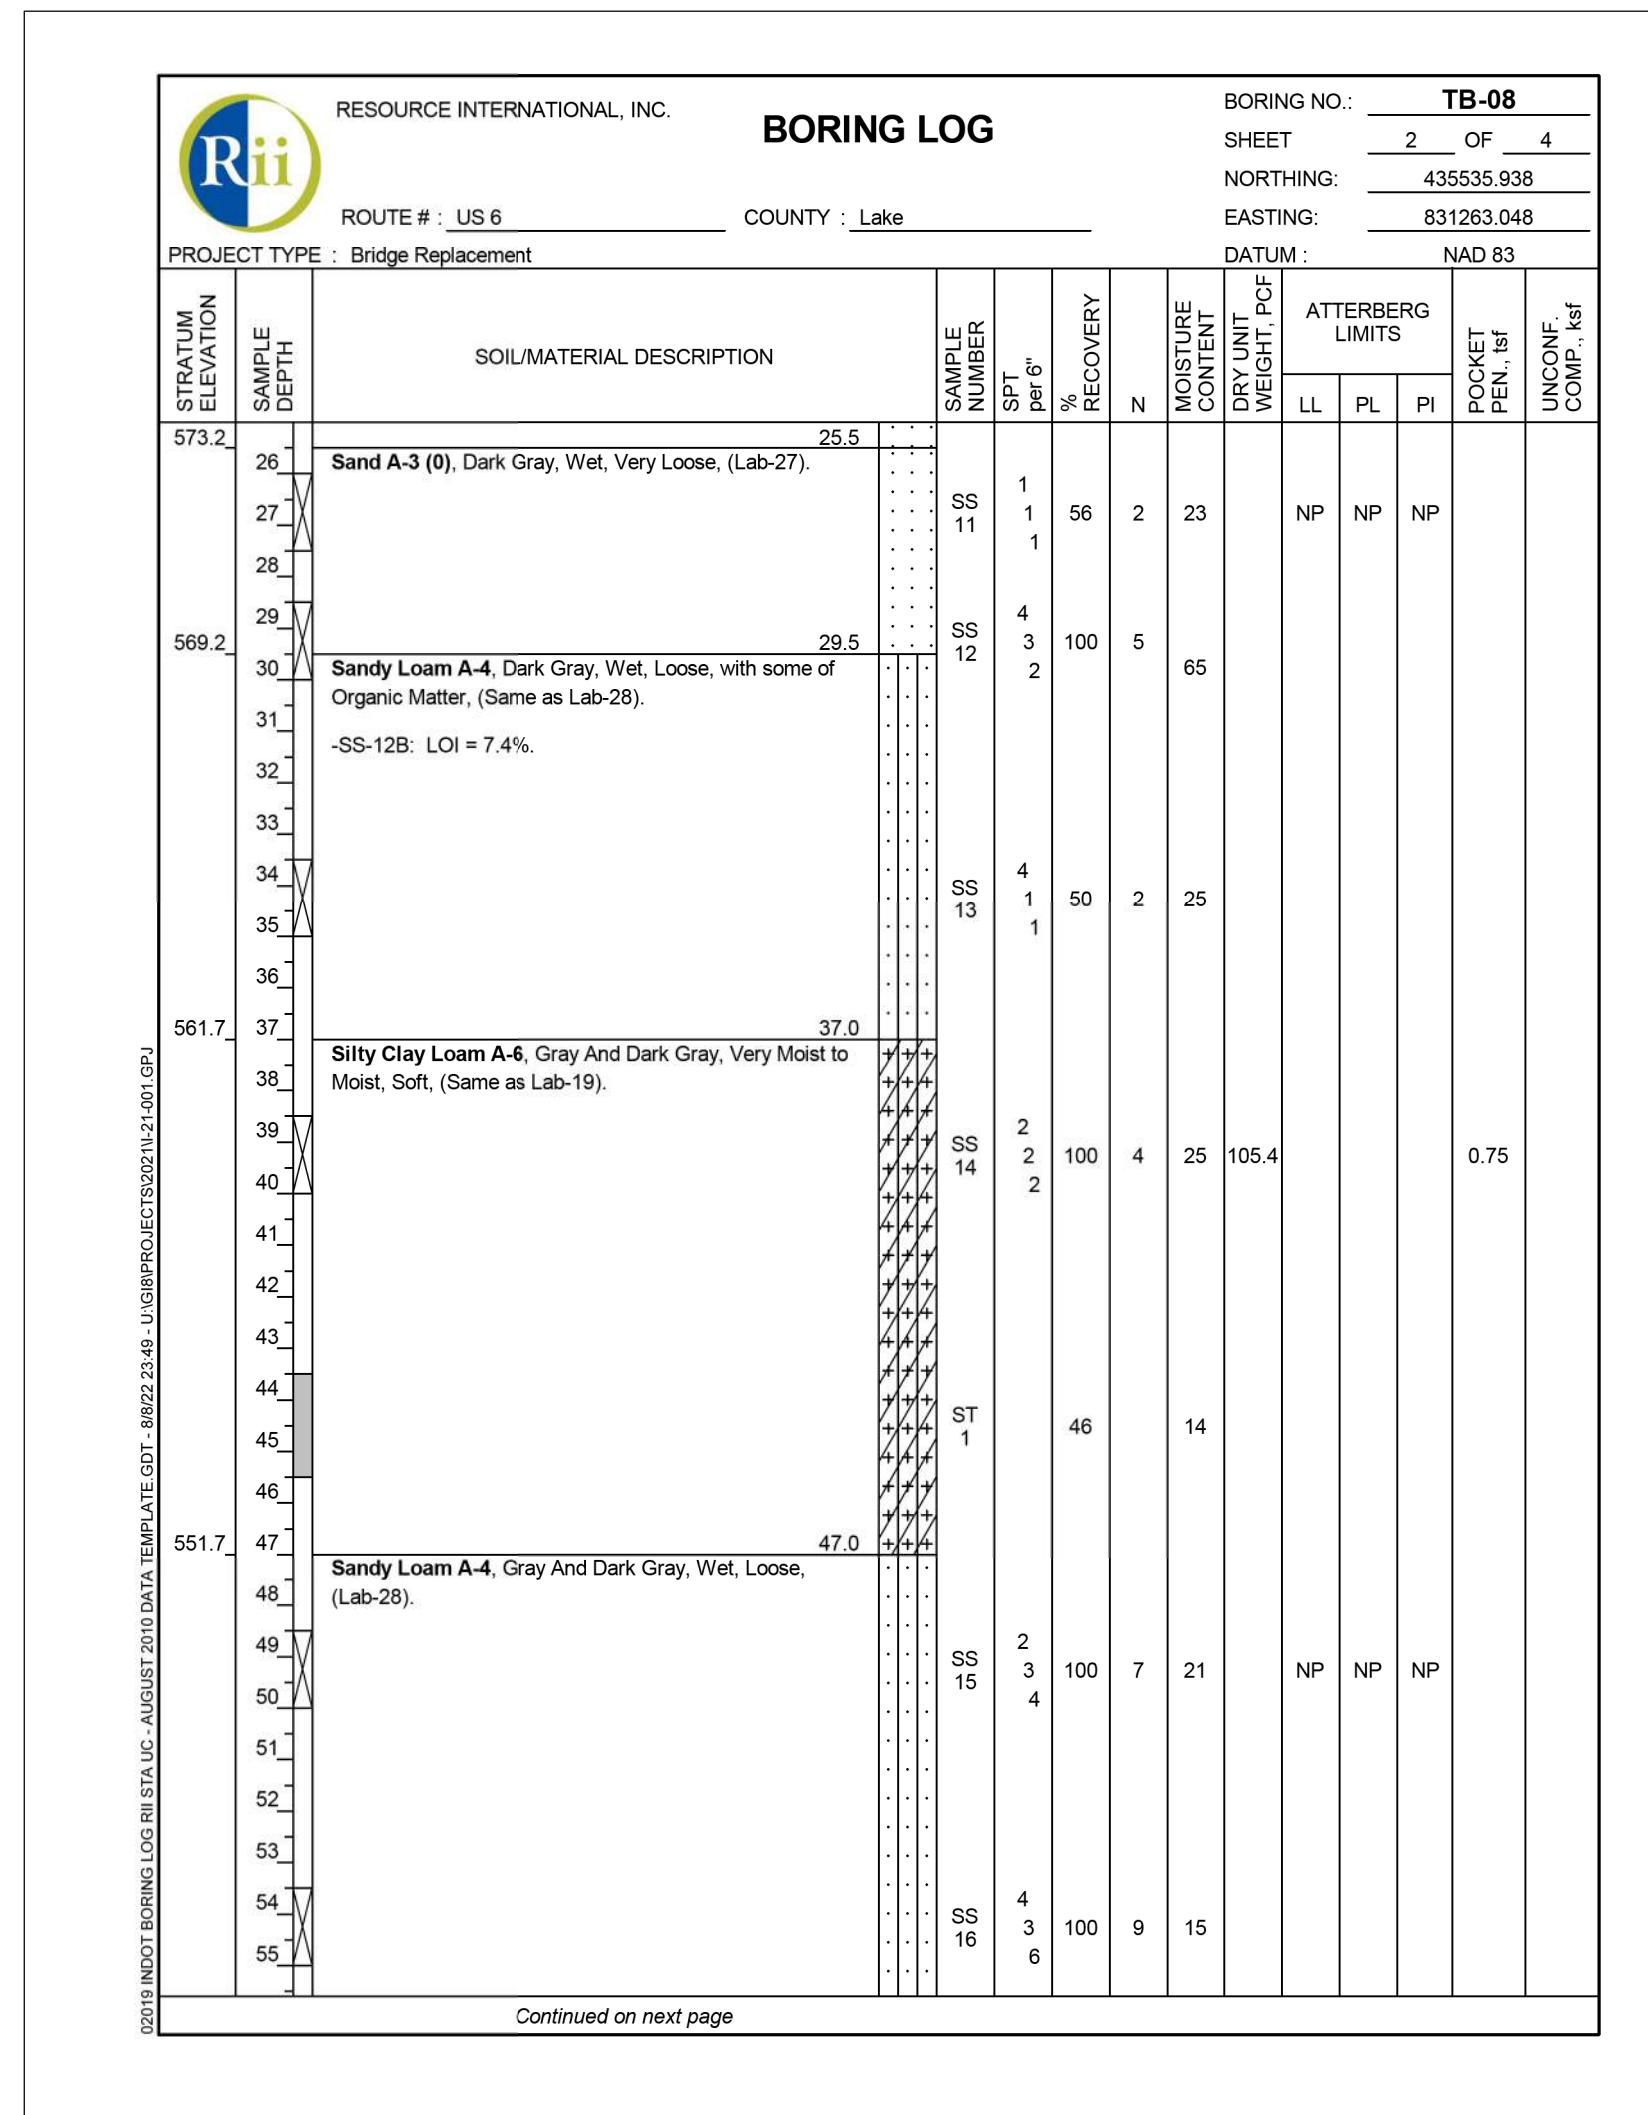 Rii
RESOURCE INTERNATIONAL, INC.
BORING LOG
BORING NO.: TB-08
SHEET 2 OF 4
NORTHING: 435535.938
ROUTE # : US 6 COUNTY : Lake EASTING: 831263.048
PROJECT TYPE : Bridge Replacement DATUM : NAD 83
STRATUM ELEVATION
SAMPLE DEPTH
SOIL/MATERIAL DESCRIPTION
SAMPLE NUMBER
SPT per 6"
% RECOVERY
N
MOISTURE CONTENT
DRY UNIT WEIGHT, PCF
ATTERBERG LIMITS
LL PL PI
POCKET PEN., tsf
UNCONF. COMP., ksf
573.2 25.5
26 Sand A-3 (0), Dark Gray, Wet, Very Loose, (Lab-27).
27 SS 11 1 1 1 56 2 23 NP NP NP
28
29
569.2 29.5 SS 12 4 3 2 100 5
30 Sandy Loam A-4, Dark Gray, Wet, Loose, with some of 65
Organic Matter, (Same as Lab-28).
31
-SS-12B: LOI = 7.4%.
32
33
34 SS 13 4 1 1 50 2 25
35
36
561.7 37 37.0
Silty Clay Loam A-6, Gray And Dark Gray, Very Moist to
38 Moist, Soft, (Same as Lab-19).
39 SS 14 2 2 2 100 4 25 105.4 0.75
40
41
42
43
44
45 ST 1 46 14
46
551.7 47 47.0
Sandy Loam A-4, Gray And Dark Gray, Wet, Loose,
48 (Lab-28).
49 SS 15 2 3 4 100 7 21 NP NP NP
50
51
52
53
54 SS 16 4 3 6 100 9 15
55
Continued on next page
02019 INDOT BORING LOG RII STA UC - AUGUST 2010 DATA TEMPLATE.GDT - 8/8/22 23:49 - U:\GI8\PROJECTS\2021\I-21-001.GPJ